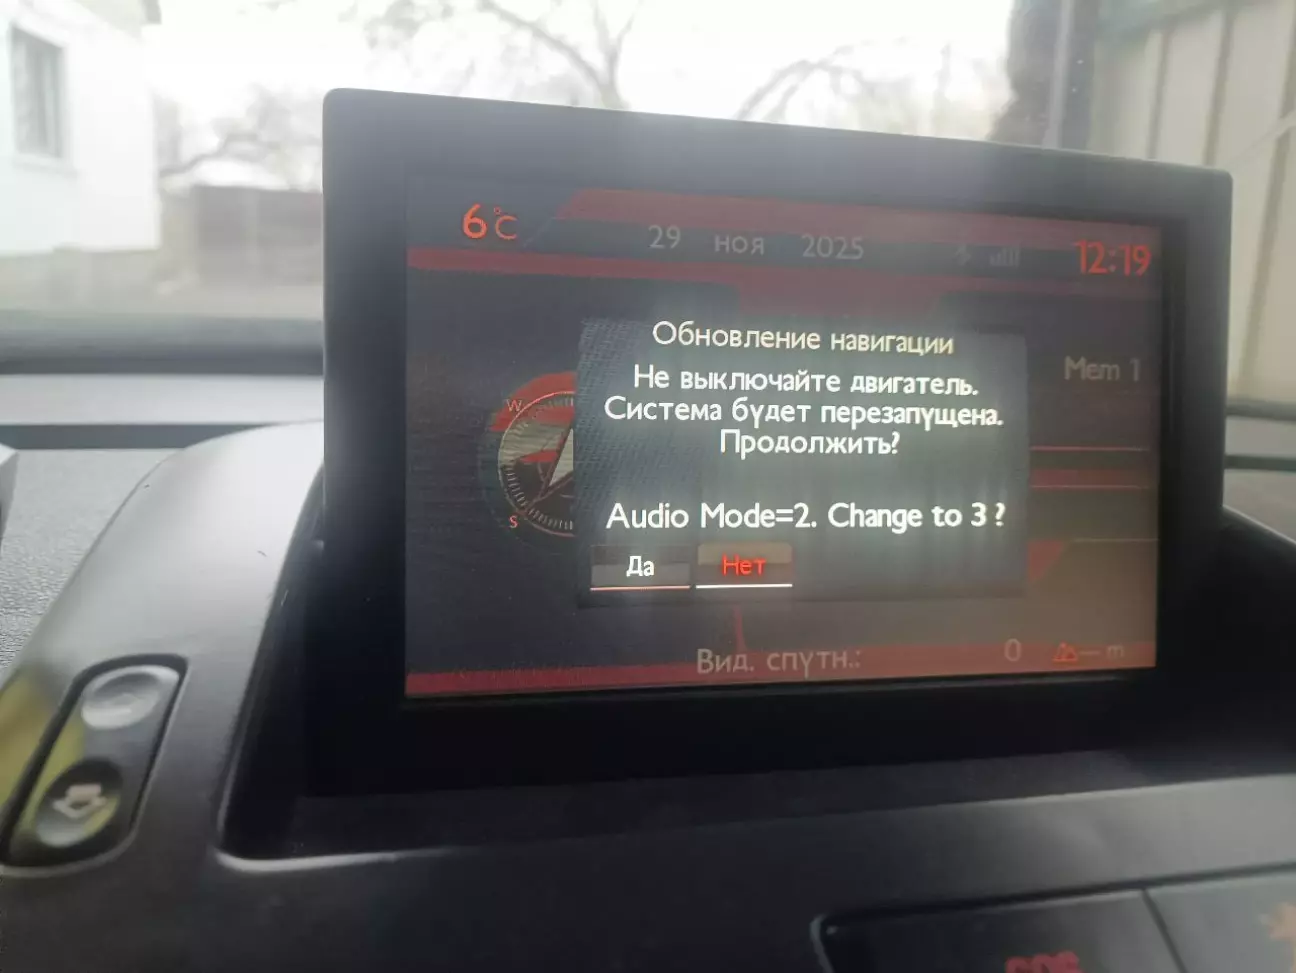 6°C
29 ноя 2025
12:19
Обновление навигации
Не выключайте двигатель.
Система будет перезапущена.
Продолжить?
Mem 1
W
S
Audio Mode=2. Change to 3 ?
Да Нет
Вид. спутн.: 0 --- m
SOS